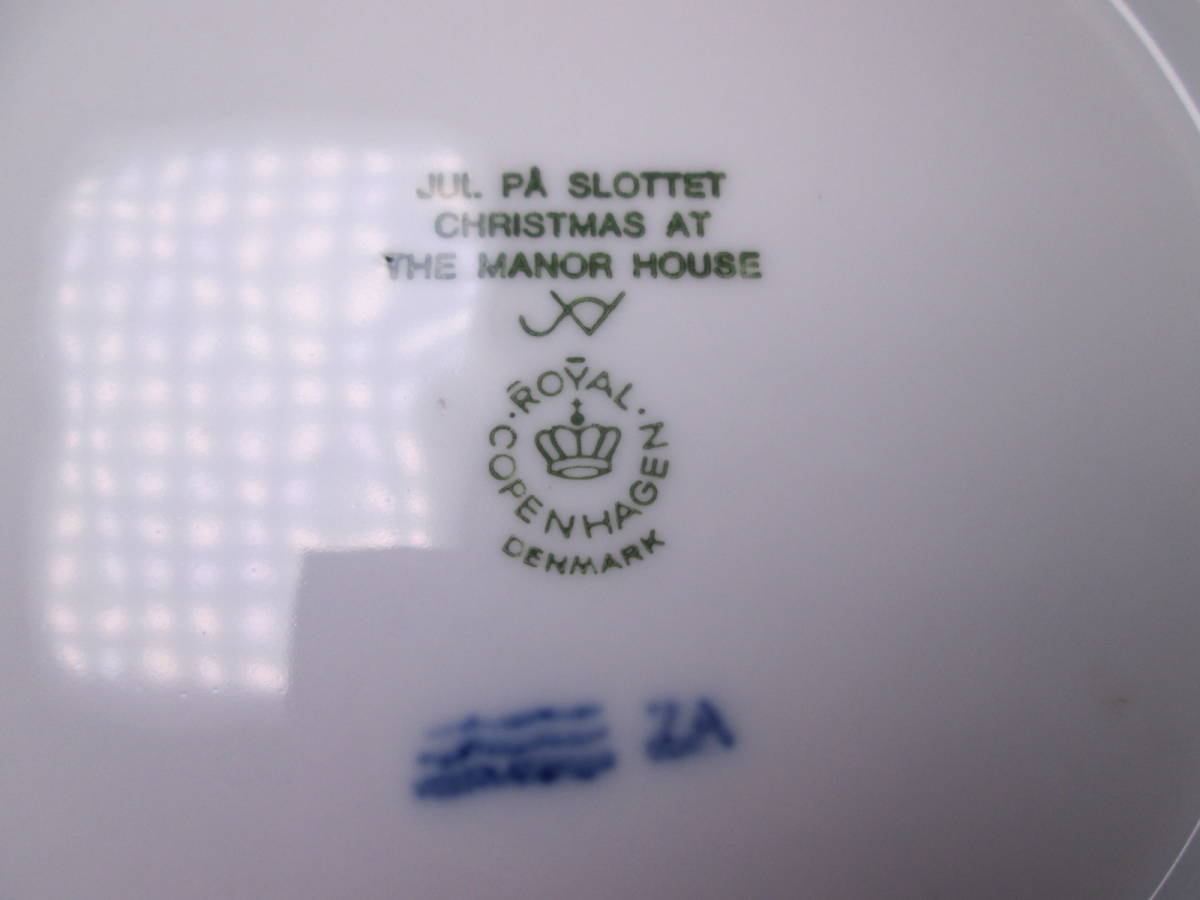 JUL PÅ SLOTTET
CHRISTMAS AT
THE MANOR HOUSE
ROYAL
COPENHAGEN
DENMARK
ZA